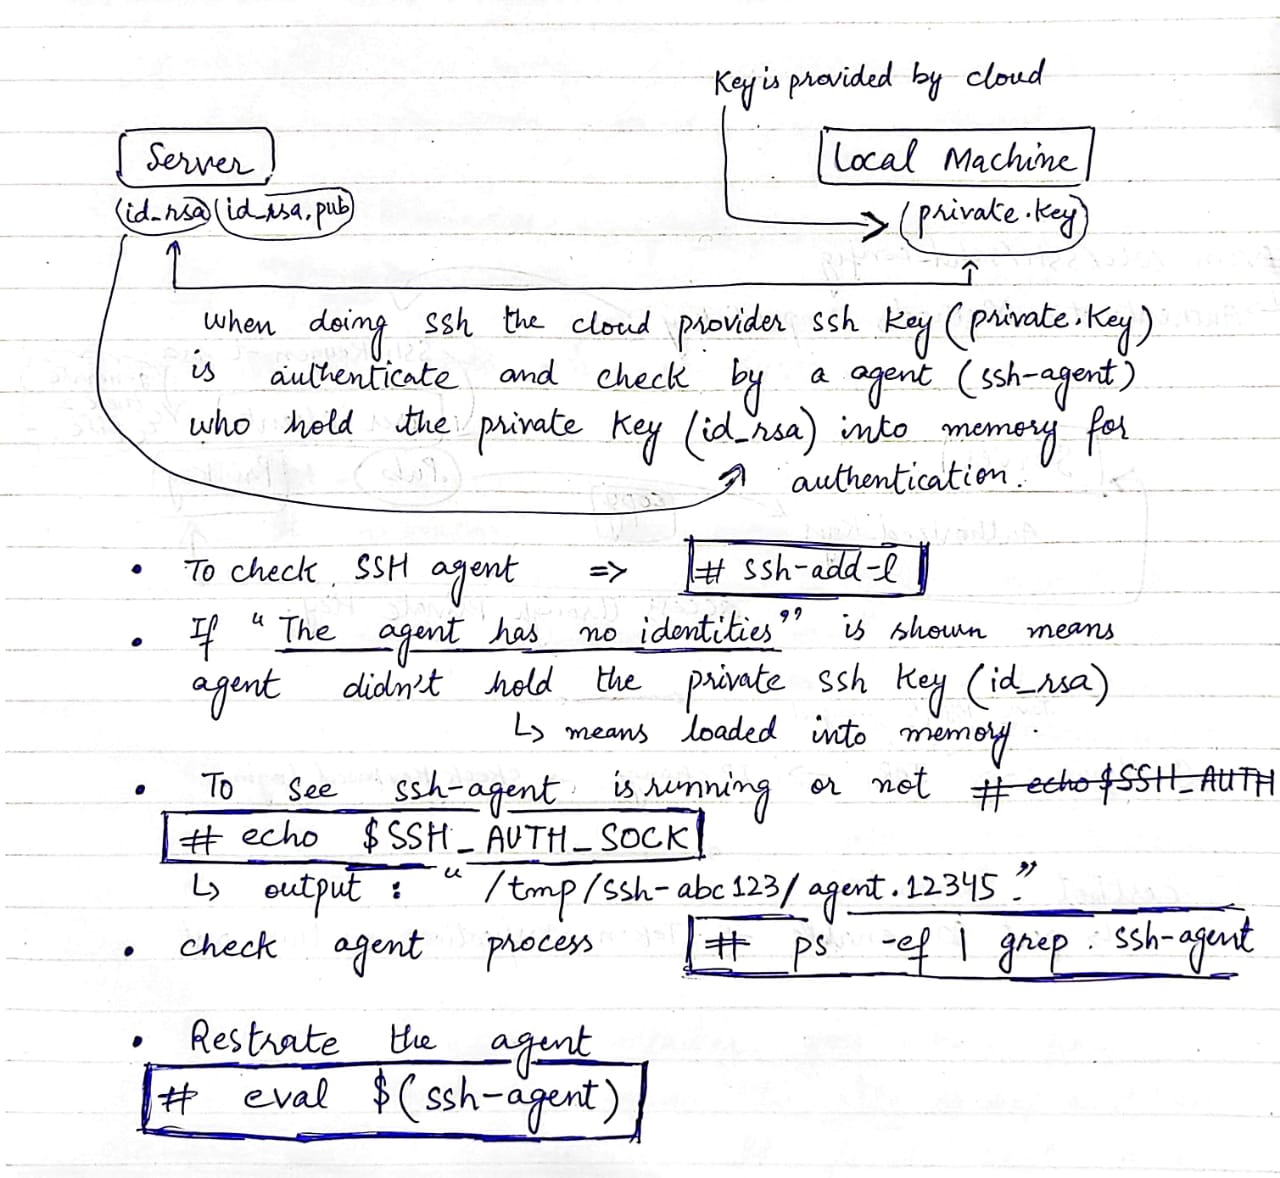 Key is provided by cloud
Server
Local Machine
(id_rsa) (id_rsa.pub)
(private.key)
when doing ssh the cloud provider ssh key (private.key)
is authenticate and check by a agent (ssh-agent)
who hold the private key (id_rsa) into memory for
authentication.
• To check SSH agent => # ssh-add-l
• If "The agent has no identities" is shown means
agent didn't hold the private ssh key (id_rsa)
↳ means loaded into memory.
• To see ssh-agent is running or not # echo $SSH_AUTH
# echo $SSH_AUTH_SOCK
↳ output : "/tmp/ssh-abc123/agent.12345."
• check agent process # ps -ef | grep . ssh-agent
• Restrate the agent
# eval $(ssh-agent)